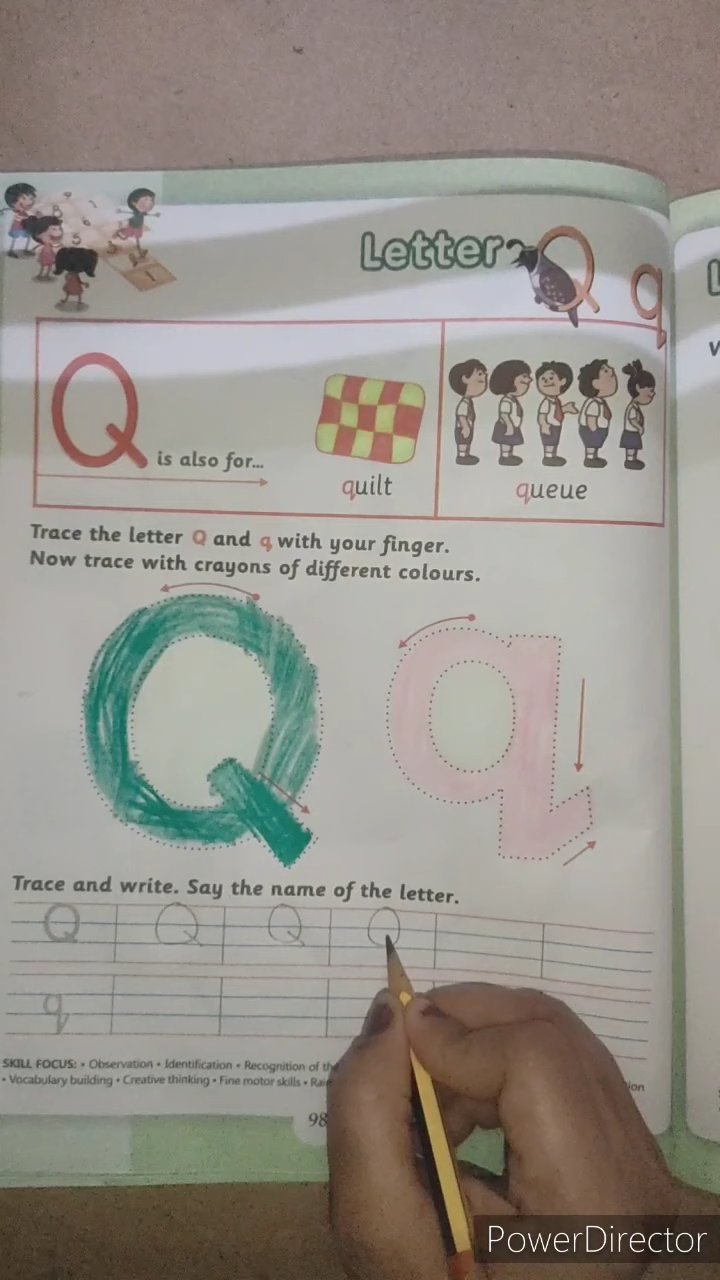 Letter Q q
Q is also for...
quilt
queue
Trace the letter Q and q with your finger.
Now trace with crayons of different colours.
Q q
Trace and write. Say the name of the letter.
Q Q Q Q
q
SKILL FOCUS: • Observation • Identification • Recognition of
• Vocabulary building • Creative thinking • Fine motor skills •
98
PowerDirector